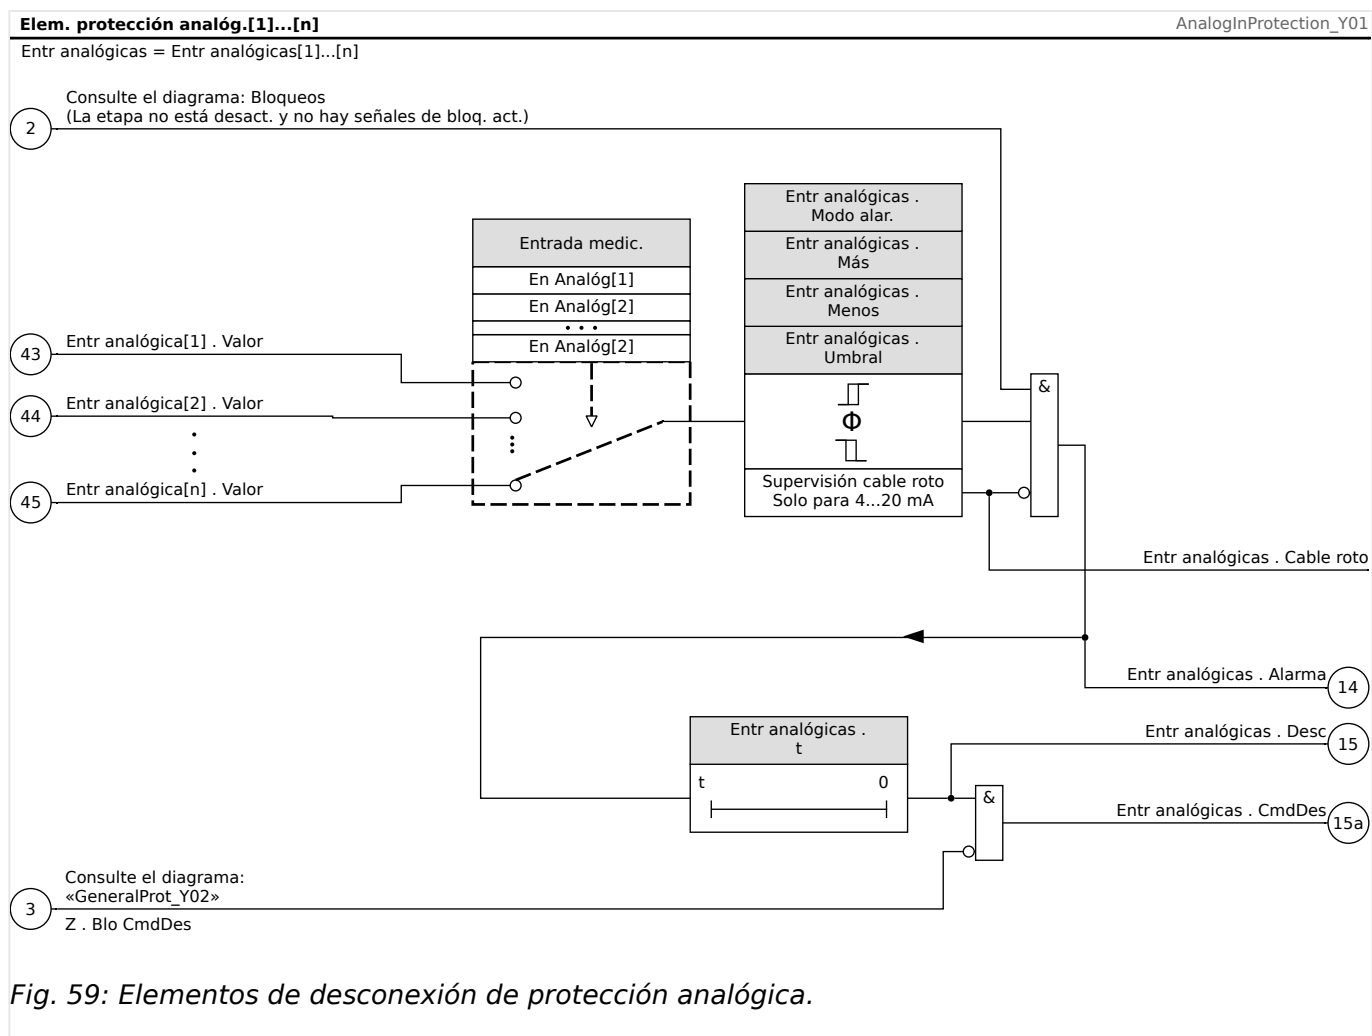 Elem. protección analóg.[1]...[n]
AnalogInProtection_Y01
Entr analógicas = Entr analógicas[1]...[n]
Consulte el diagrama: Bloqueos
(La etapa no está desact. y no hay señales de bloq. act.)
2
Entr analógicas .
Modo alar.
Entrada medic.
Entr analógicas .
Más
En Analóg[1]
Entr analógicas .
Menos
En Analóg[2]
• • •
Entr analógicas .
Umbral
En Analóg[2]
43
Entr analógica[1] . Valor
&
44
Entr analógica[2] . Valor
Φ
45
Entr analógica[n] . Valor
Supervisión cable roto
Solo para 4...20 mA
Entr analógicas . Cable roto
Entr analógicas . Alarma
14
Entr analógicas .
t
Entr analógicas . Desc
15
t 0
&
Entr analógicas . CmdDes
15a
Consulte el diagrama:
«GeneralProt_Y02»
3
Z . Blo CmdDes
Fig. 59: Elementos de desconexión de protección analógica.